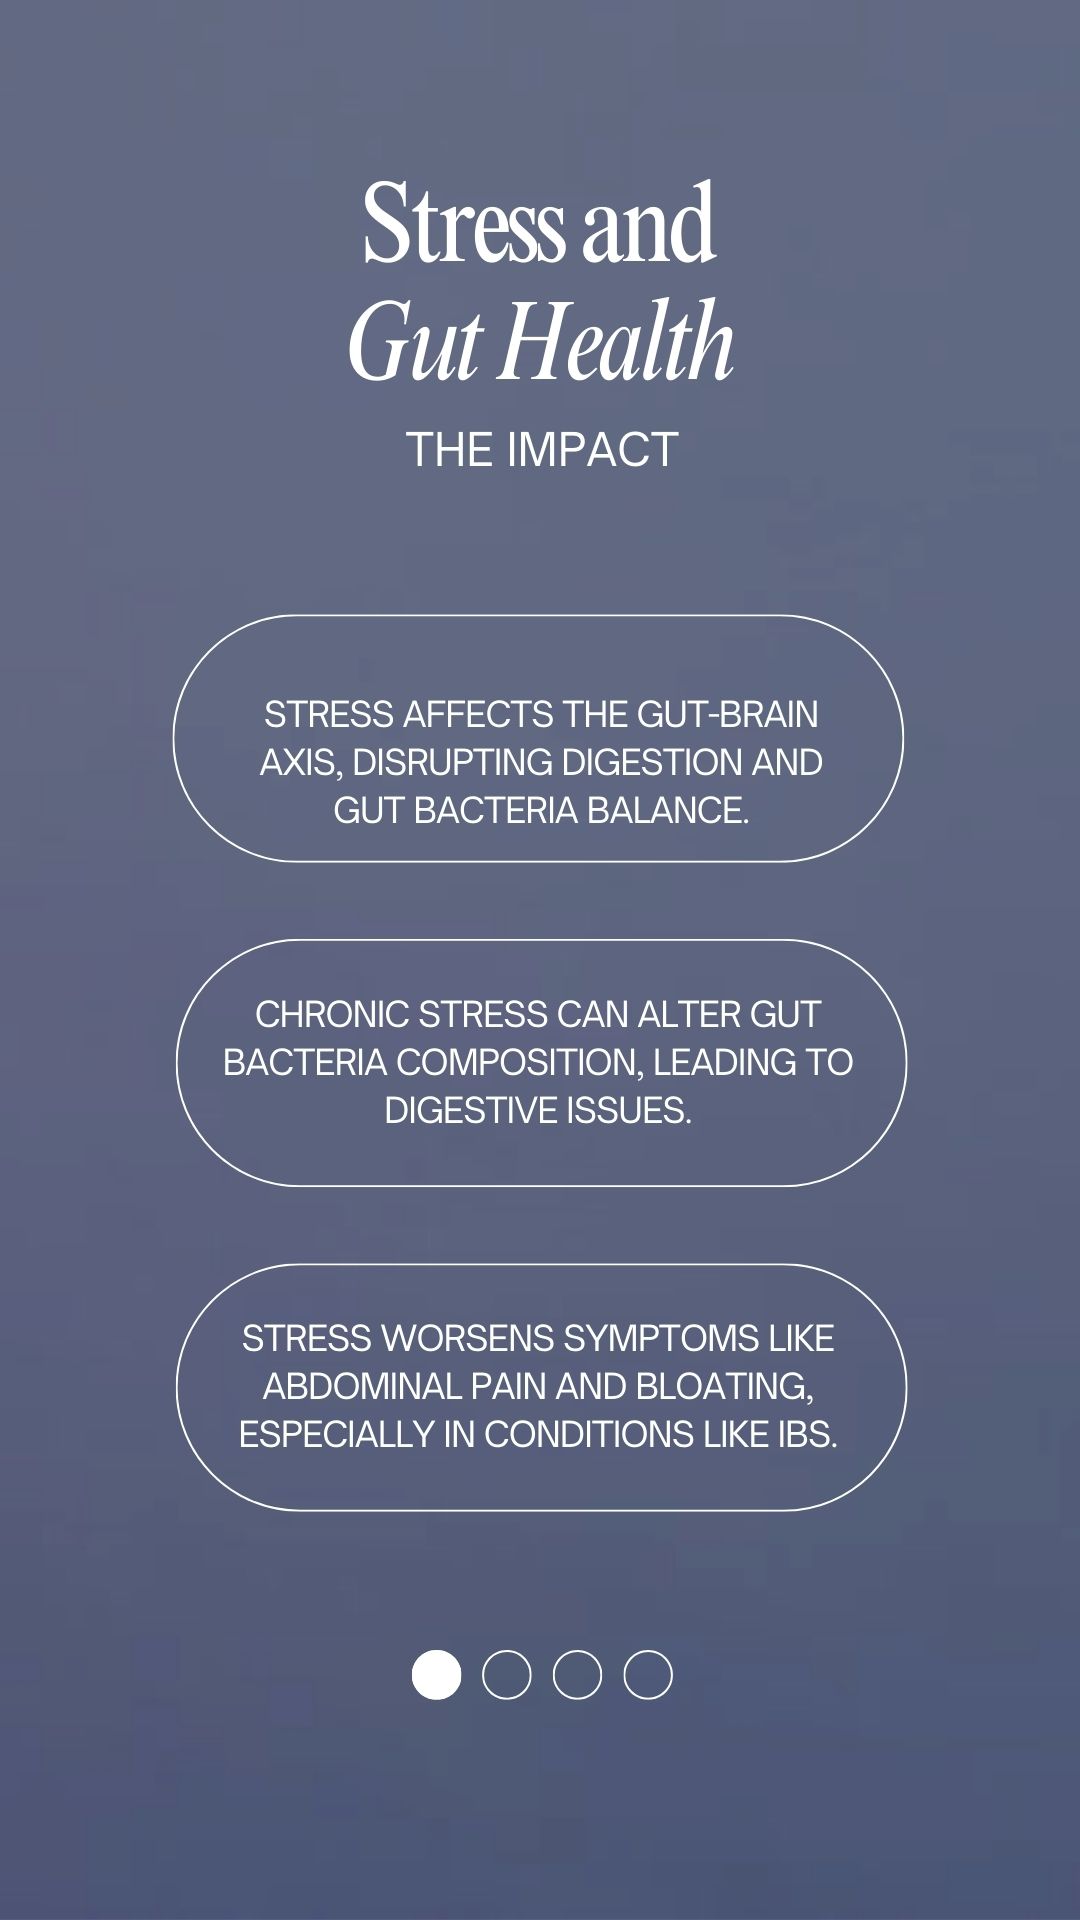 Stress and
Gut Health
THE IMPACT
STRESS AFFECTS THE GUT-BRAIN
AXIS, DISRUPTING DIGESTION AND
GUT BACTERIA BALANCE.
CHRONIC STRESS CAN ALTER GUT
BACTERIA COMPOSITION, LEADING TO
DIGESTIVE ISSUES.
STRESS WORSENS SYMPTOMS LIKE
ABDOMINAL PAIN AND BLOATING,
ESPECIALLY IN CONDITIONS LIKE IBS.